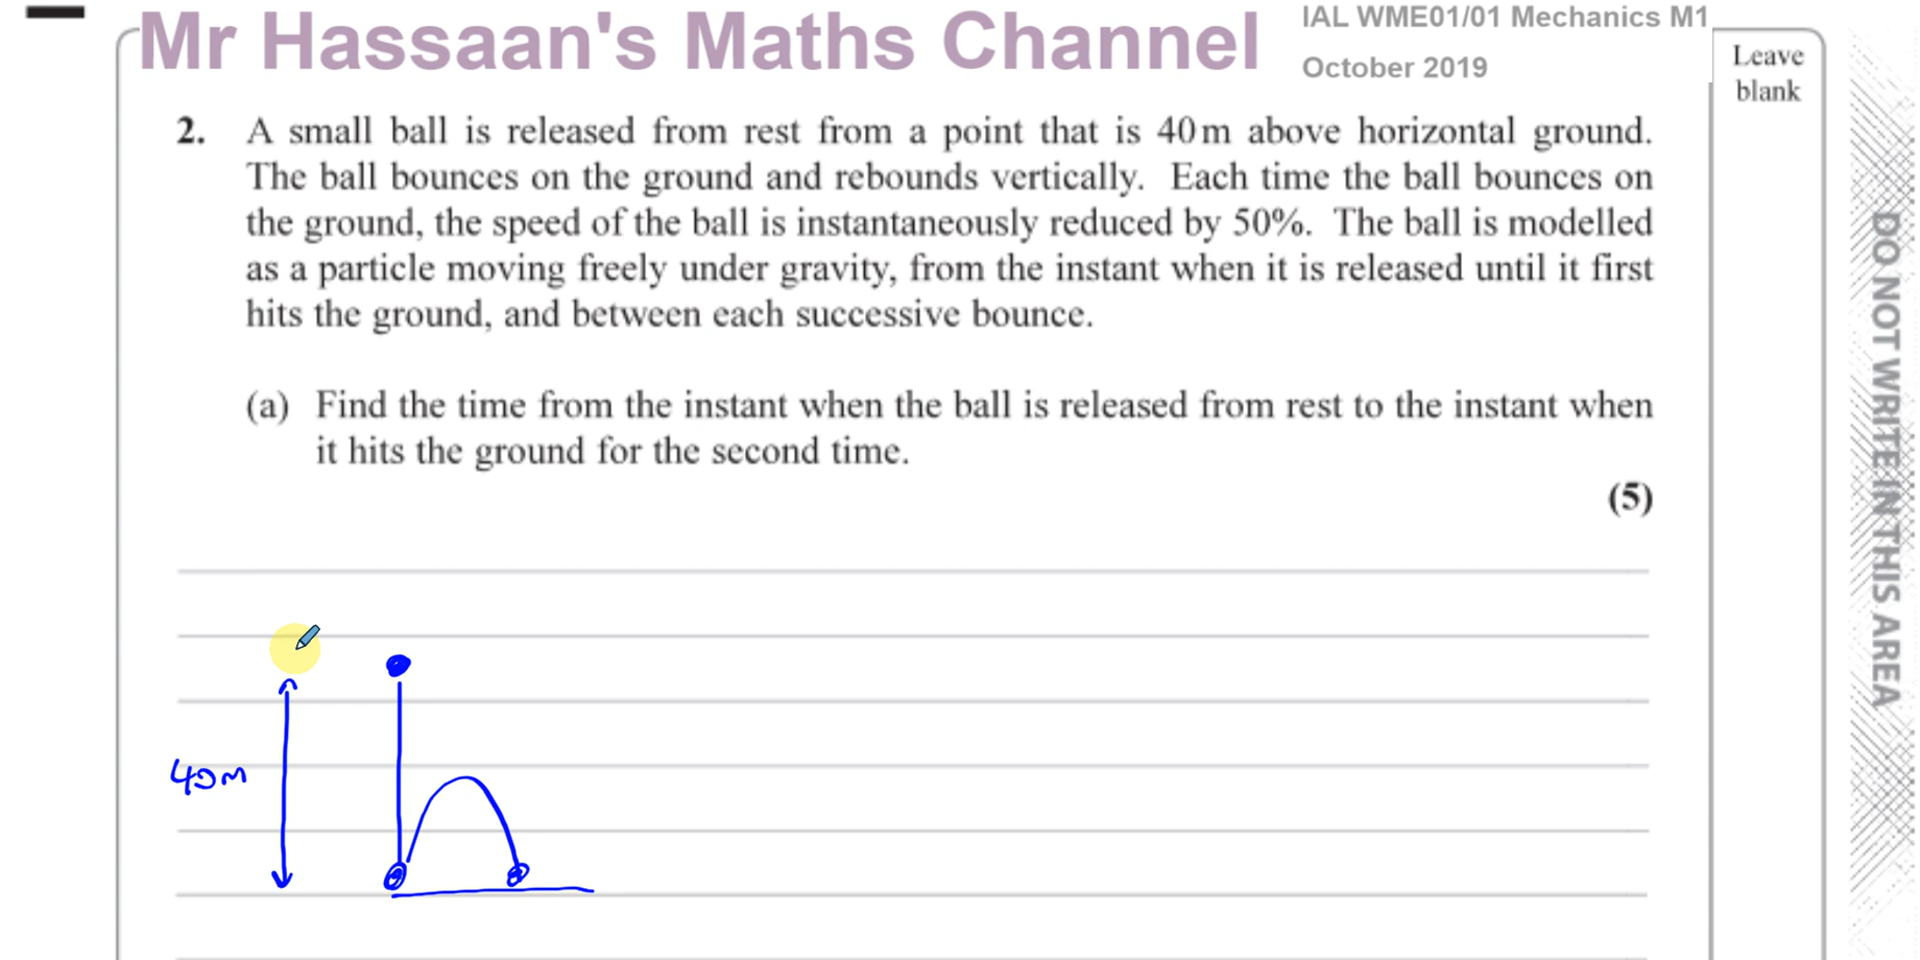 Mr Hassaan's Maths Channel
IAL WME01/01 Mechanics M1
October 2019
Leave
blank
2. A small ball is released from rest from a point that is 40 m above horizontal ground.
The ball bounces on the ground and rebounds vertically. Each time the ball bounces on
the ground, the speed of the ball is instantaneously reduced by 50%. The ball is modelled
as a particle moving freely under gravity, from the instant when it is released until it first
hits the ground, and between each successive bounce.
(a) Find the time from the instant when the ball is released from rest to the instant when
it hits the ground for the second time.
(5)
40m
DO NOT WRITE IN THIS AREA